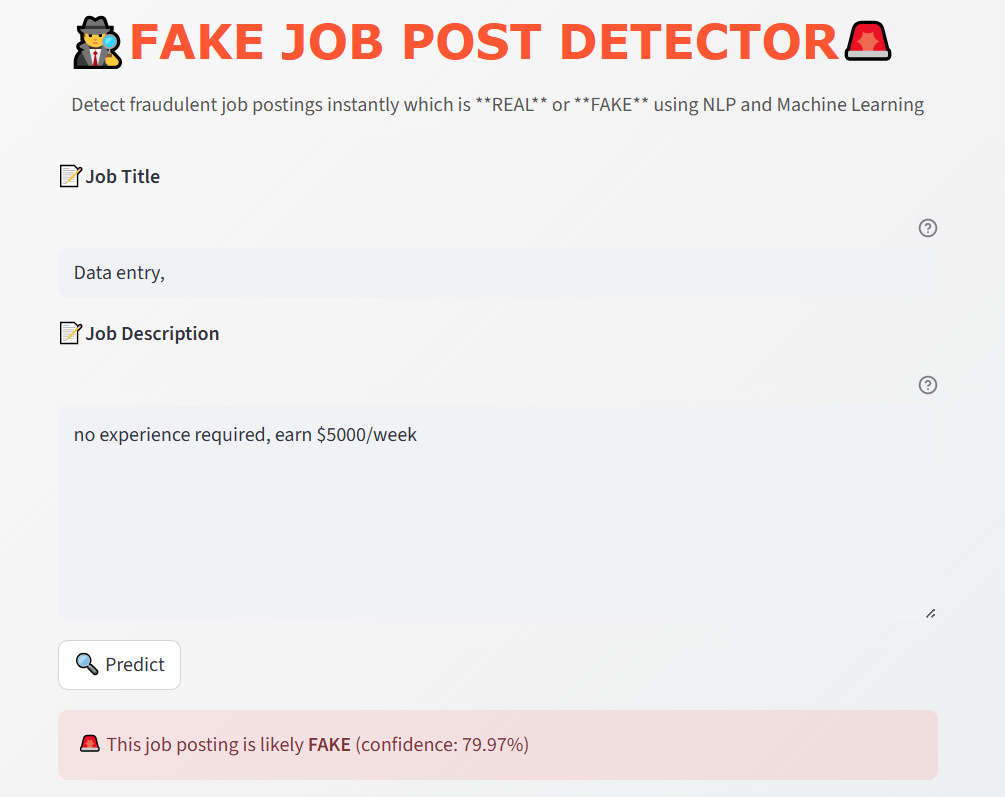 FAKE JOB POST DETECTOR
Detect fraudulent job postings instantly which is **REAL** or **FAKE** using NLP and Machine Learning
Job Title
?
Data entry,
Job Description
?
no experience required, earn $5000/week
Predict
This job posting is likely FAKE (confidence: 79.97%)